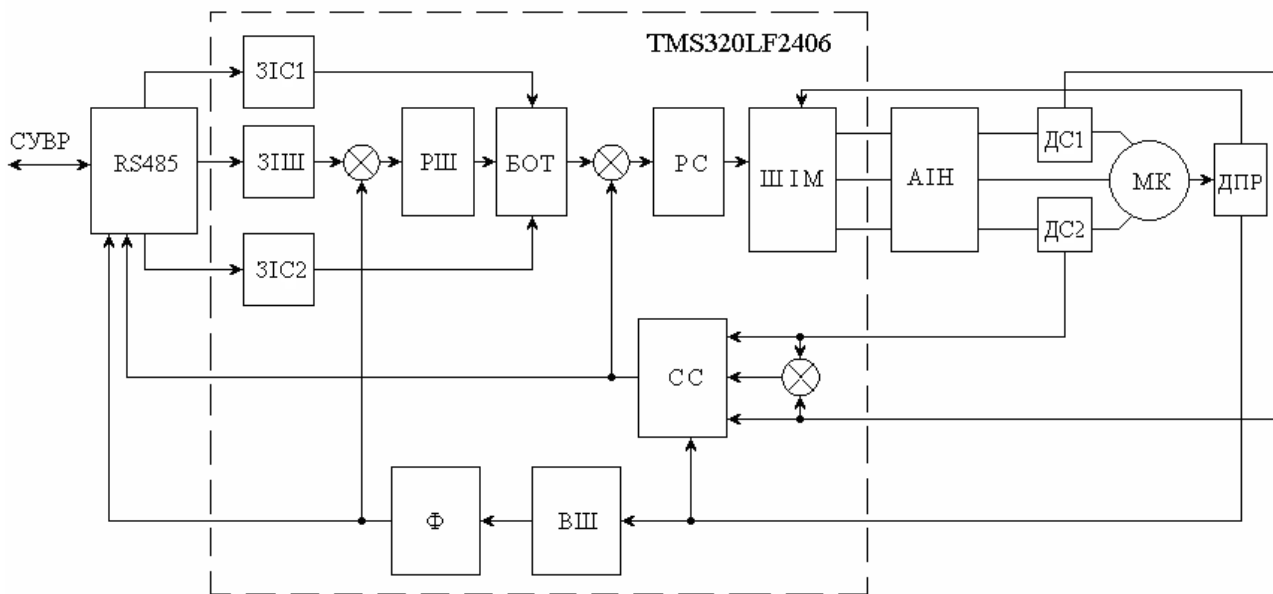 TMS320LF2406
ЗІС1
СУВР
RS485
ЗІШ
РШ
БОТ
РС
ШІМ
АІН
ДС1
МК
ДПР
ДС2
ЗІС2
СС
Ф
ВШ